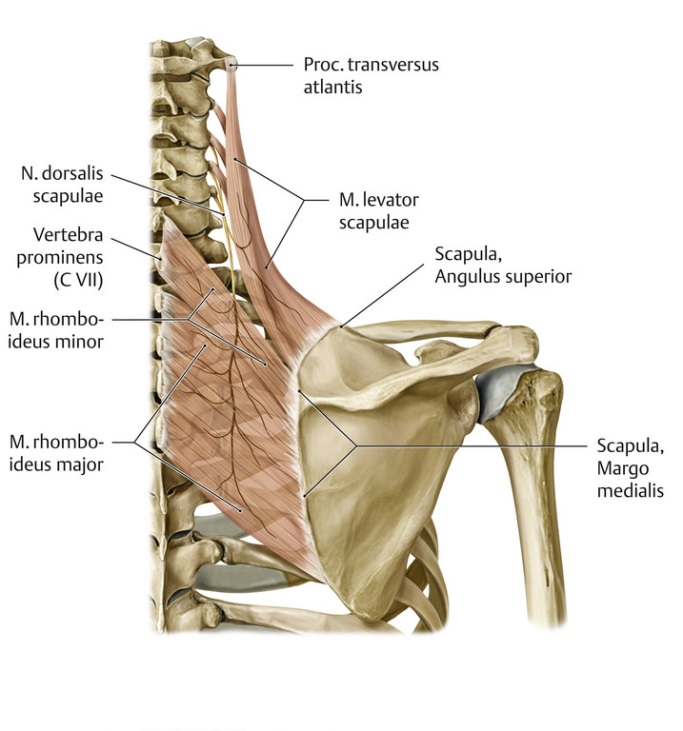 Proc. transversus
atlantis
N. dorsalis
scapulae
M. levator
scapulae
Vertebra
prominens
(C VII)
Scapula,
Angulus superior
M. rhombo-
ideus minor
M. rhombo-
ideus major
Scapula,
Margo
medialis